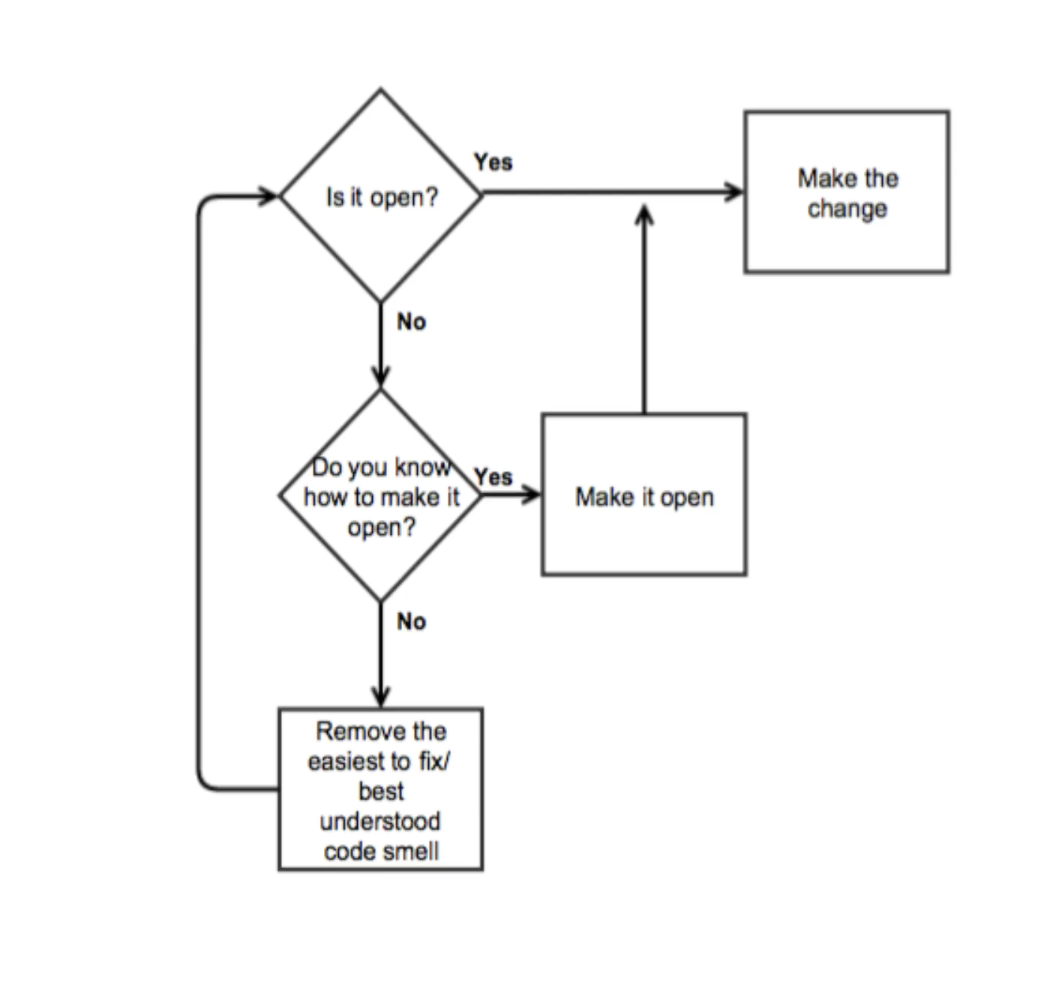 Is it open?
Yes
Make the
change
No
Do you know
how to make it
open?
Yes
Make it open
No
Remove the
easiest to fix/
best
understood
code smell